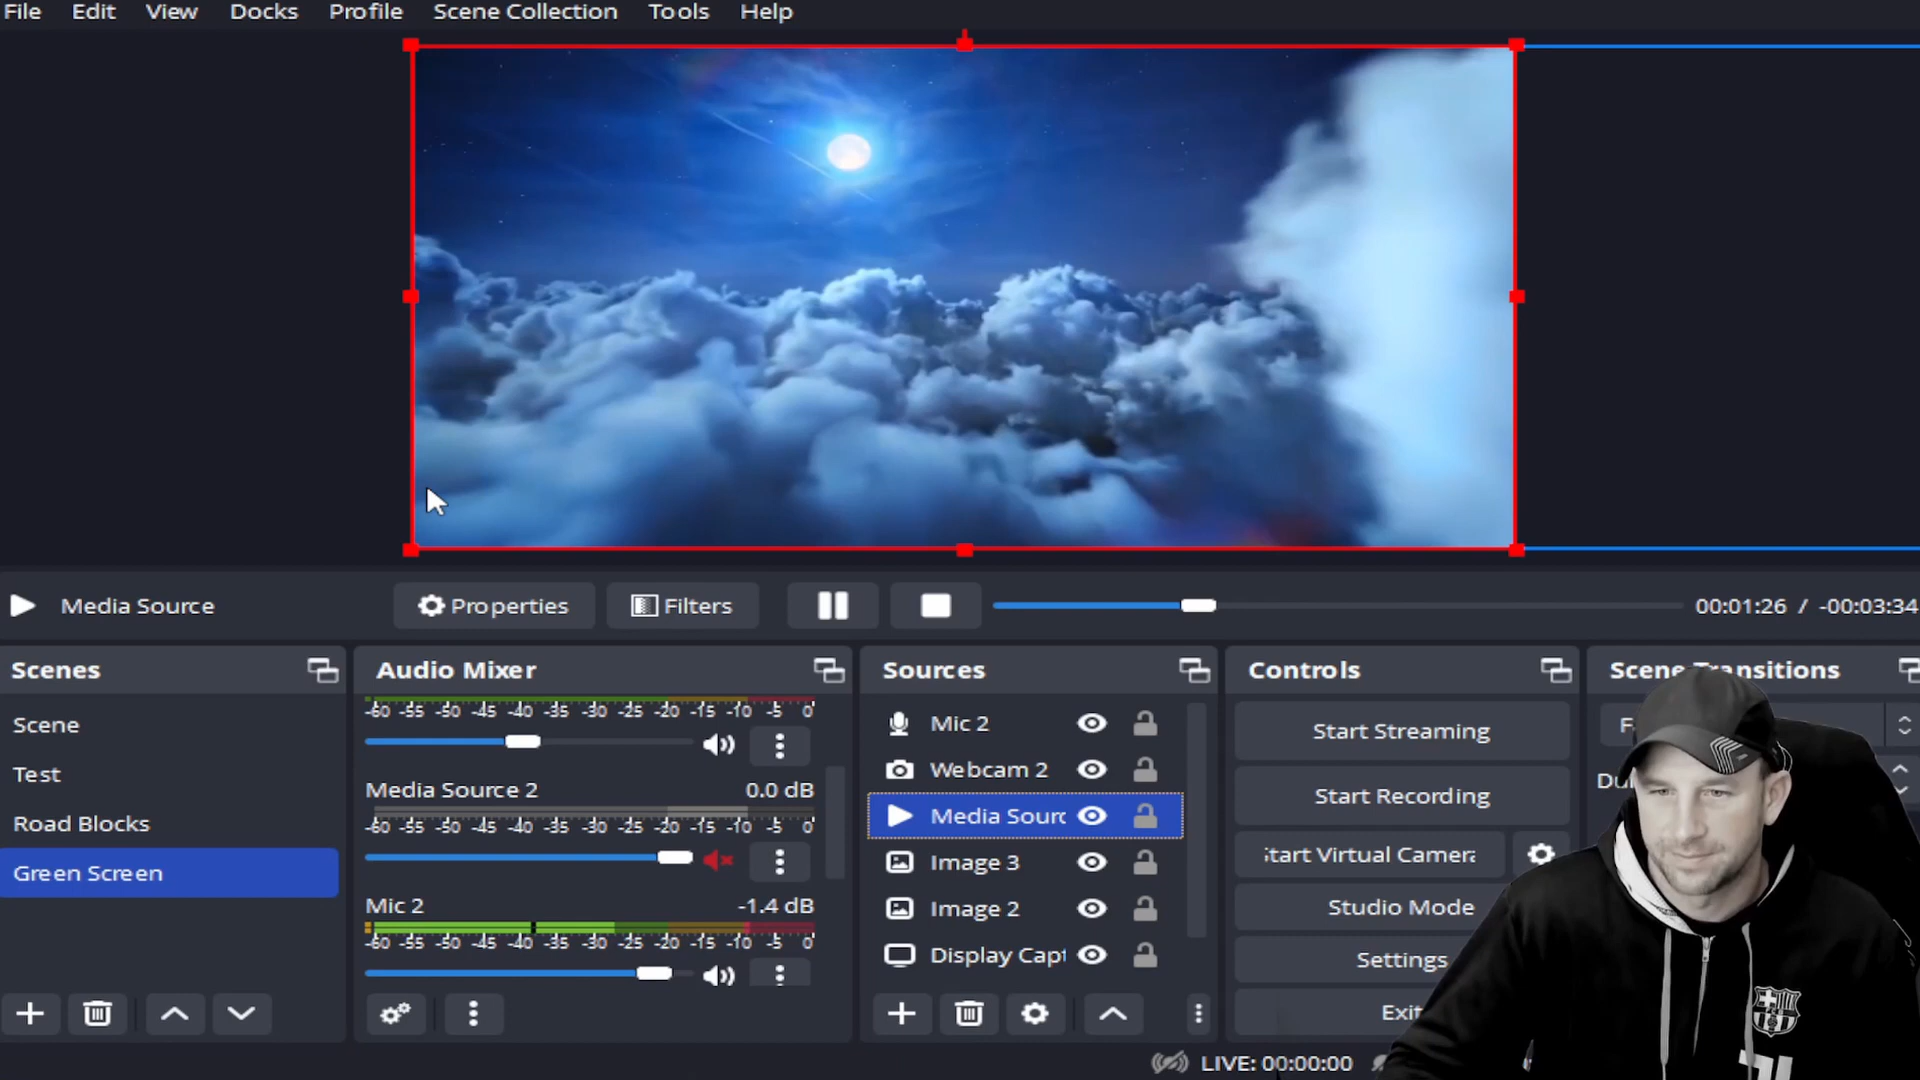 File Edit View Docks Profile Scene Collection Tools Help
Media Source
Properties
Filters
00:01:26 / -00:03:34
Scenes
Scene
Test
Road Blocks
Green Screen
Audio Mixer
-60 -55 -50 -45 -40 -35 -30 -25 -20 -15 -10 -5 0
Media Source 2 0.0 dB
-60 -55 -50 -45 -40 -35 -30 -25 -20 -15 -10 -5 0
Mic 2 -1.4 dB
-60 -55 -50 -45 -40 -35 -30 -25 -20 -15 -10 -5 0
Sources
Mic 2
Webcam 2
Media Sourc
Image 3
Image 2
Display Capt
Controls
Start Streaming
Start Recording
Start Virtual Camera
Studio Mode
Settings
Exit
Scene Transitions
LIVE: 00:00:00